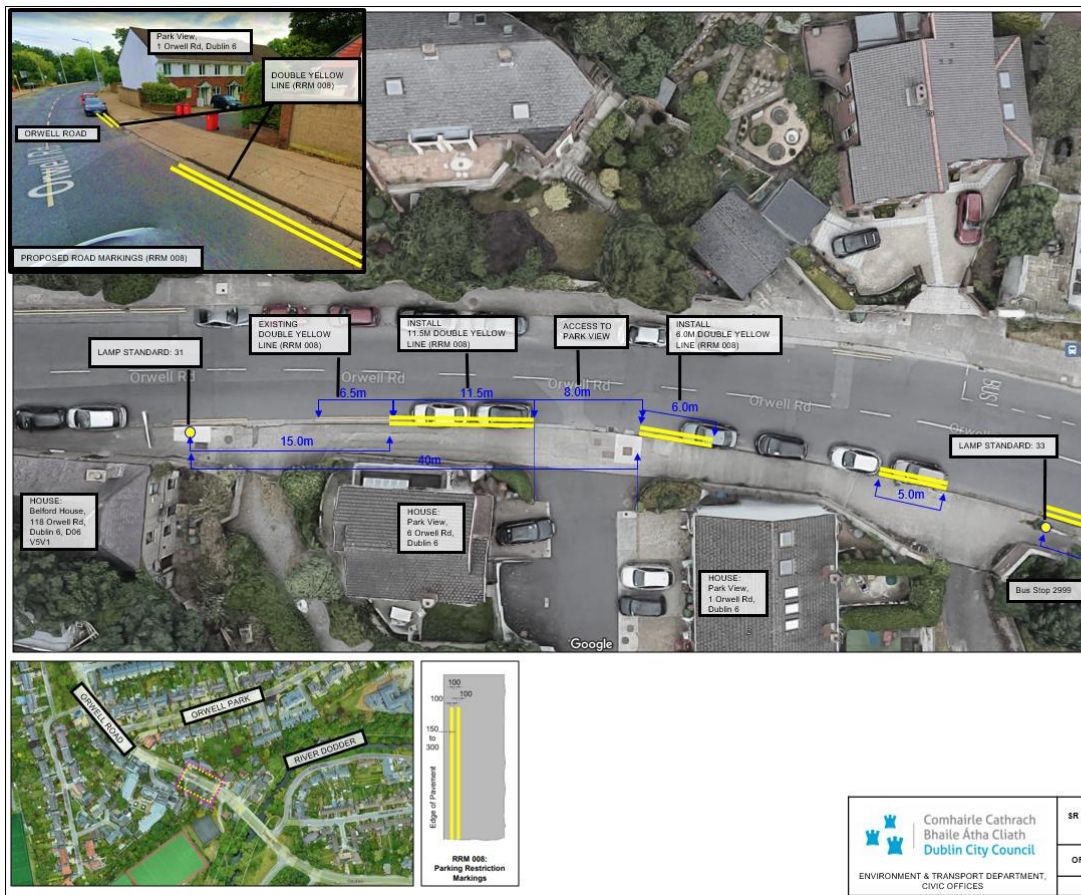 Park View,
1 Orwell Rd, Dublin 6
DOUBLE YELLOW
LINE (RRM 008)
ORWELL ROAD
Orwell Rd
PROPOSED ROAD MARKINGS (RRM 008)
LAMP STANDARD: 31
EXISTING
DOUBLE YELLOW
LINE (RRM 008)
INSTALL
11.5M DOUBLE YELLOW
LINE (RRM 008)
ACCESS TO
PARK VIEW
INSTALL
6.0M DOUBLE YELLOW
LINE (RRM 008)
Orwell Rd
Orwell Rd
Orwell Rd
Orwell Rd
Orwell
BUS
6.5m
11.5m
8.0m
6.0m
15.0m
40m
5.0m
LAMP STANDARD: 33
HOUSE:
Belford House,
118 Orwell Rd,
Dublin 6, D06
V5V1
HOUSE:
Park View,
6 Orwell Rd,
Dublin 6
HOUSE:
Park View,
1 Orwell Rd,
Dublin 6
Bus Stop 2999
Google
ORWELL ROAD
ORWELL PARK
RIVER DODDER
100
100
100
150
to
300
Edge of Pavement
RRM 008:
Parking Restriction
Markings
Comhairle Cathrach
Bhaile Átha Cliath
Dublin City Council
ENVIRONMENT & TRANSPORT DEPARTMENT,
CIVIC OFFICES
SR